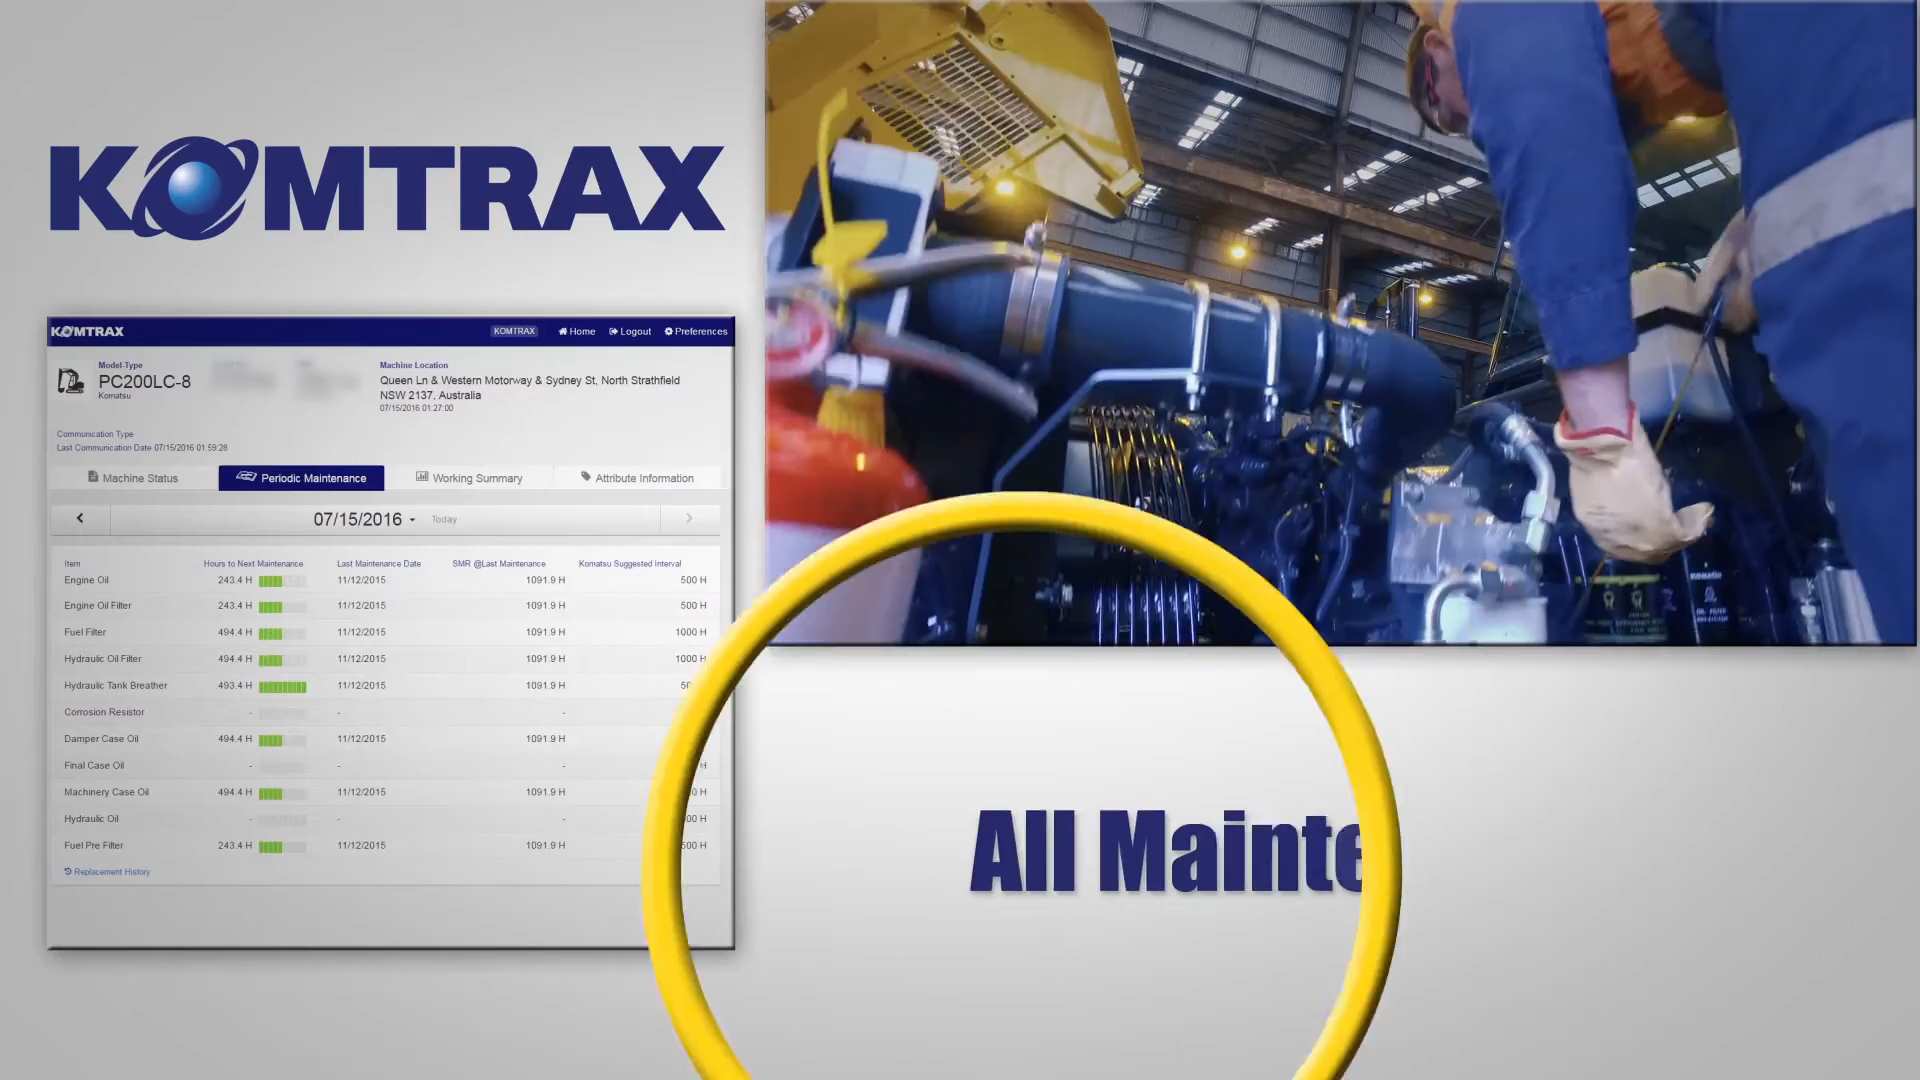 KOMTRAX
KOMTRAX
KOMTRAX Home Logout Preferences
Model-Type
PC200LC-8
Komatsu
Machine Location
Queen Ln & Western Motorway & Sydney St, North Strathfield
NSW 2137, Australia
07/15/2016 01:27:00
Communication Type
Last Communication Date 07/15/2016 01:59:28
Machine Status Periodic Maintenance Working Summary Attribute Information
07/15/2016 Today
Item Hours to Next Maintenance Last Maintenance Date SMR @Last Maintenance Komatsu Suggested Interval
Engine Oil 243.4 H 11/12/2015 1091.9 H 500 H
Engine Oil Filter 243.4 H 11/12/2015 1091.9 H 500 H
Fuel Filter 494.4 H 11/12/2015 1091.9 H 1000 H
Hydraulic Oil Filter 494.4 H 11/12/2015 1091.9 H 1000 H
Hydraulic Tank Breather 493.4 H 11/12/2015 1091.9 H
Corrosion Resistor - - -
Damper Case Oil 494.4 H 11/12/2015 1091.9 H
Final Case Oil - - - H
Machinery Case Oil 494.4 H 11/12/2015 1091.9 H 0 H
Hydraulic Oil - - - 00 H
Fuel Pre Filter 243.4 H 11/12/2015 1091.9 H 500 H
Replacement History
KOMATSU
OIL FILTER
All Mainte